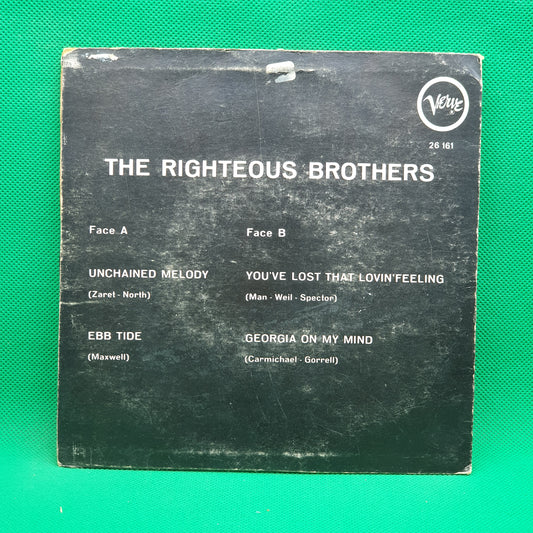 Verve
26 161
THE RIGHTEOUS BROTHERS
Face A
Face B
UNCHAINED MELODY
(Zaret - North)
YOU'VE LOST THAT LOVIN'FEELING
(Man - Weil - Spector)
EBB TIDE
(Maxwell)
GEORGIA ON MY MIND
(Carmichael - Gorrell)